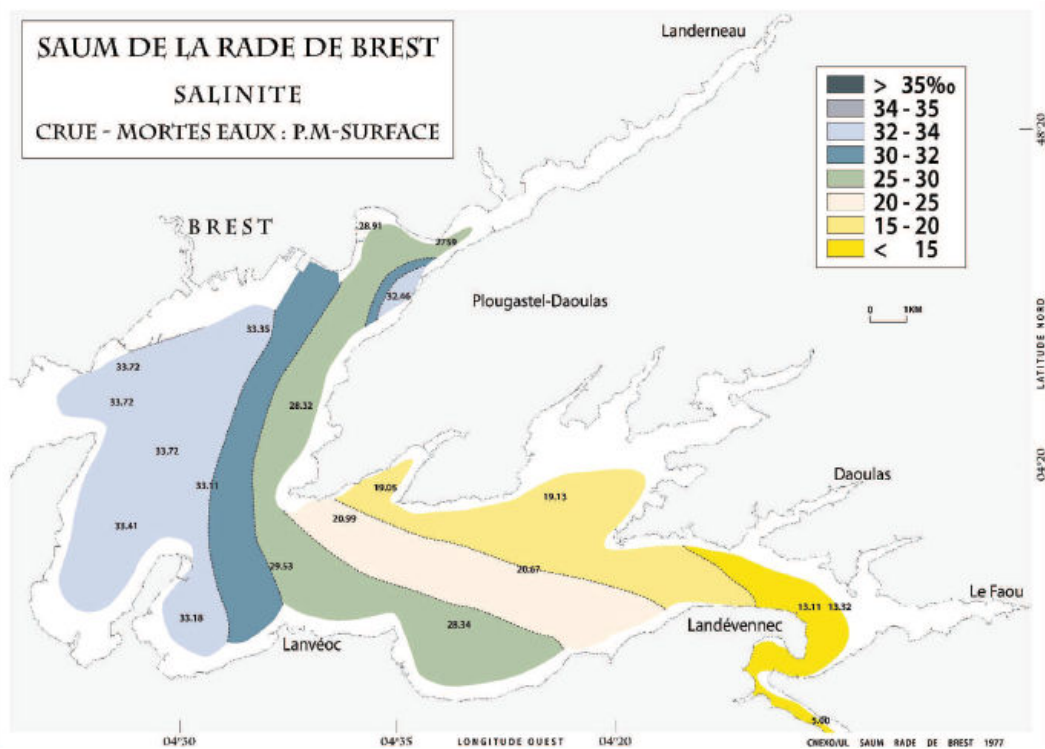 SAUM DE LA RADE DE BREST
SALINITE
CRUE - MORTES EAUX : P.M-SURFACE
Landerneau
> 35‰
34 - 35
32 - 34
30 - 32
25 - 30
20 - 25
15 - 20
< 15
48°20
BREST
28.91
2759
32.46
Plougastel-Daoulas
0 1KM
LATITUDE NORD
33.35
33.72
33.72
28.32
33.72
33.11
04°20
Daoulas
19.05
19.13
33.41
20.99
29.53
20.67
Le Faou
13.11 13.32
33.18
28.34
Landévennec
Lanvéoc
5.00
04°30
04°35
LONGITUDE OUEST
04°20
CNEXO/UL SAUM RADE DE BREST 1977